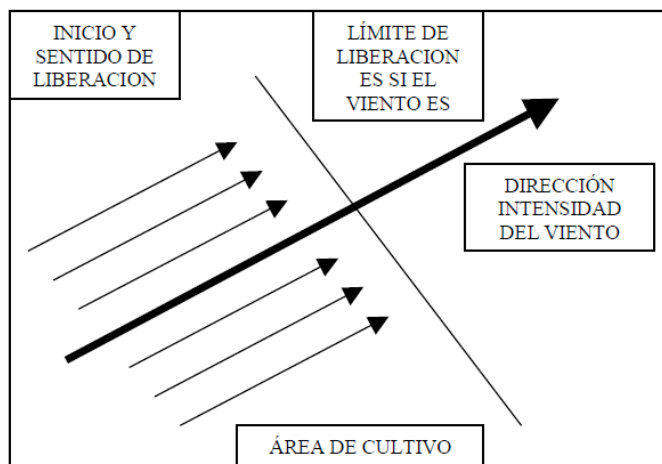 INICIO Y
SENTIDO DE
LIBERACION
LÍMITE DE
LIBERACION
ES SI EL
VIENTO ES
DIRECCIÓN
INTENSIDAD
DEL VIENTO
ÁREA DE CULTIVO